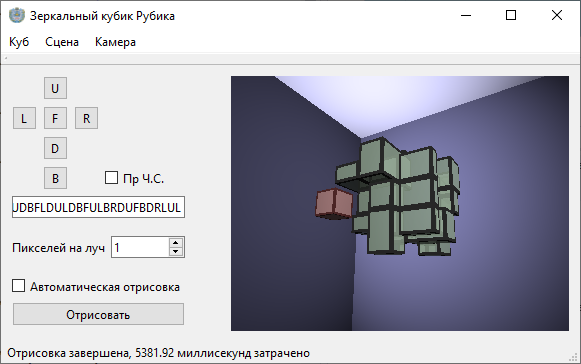 Зеркальный кубик Рубика
Куб Сцена Камера
U
L F R
D
B
Пр Ч.С.
UDBFLDULDBFULBRDUFBDRLUL
Пикселей на луч 1
Автоматическая отрисовка
Отрисовать
Отрисовка завершена, 5381.92 миллисекунд затрачено